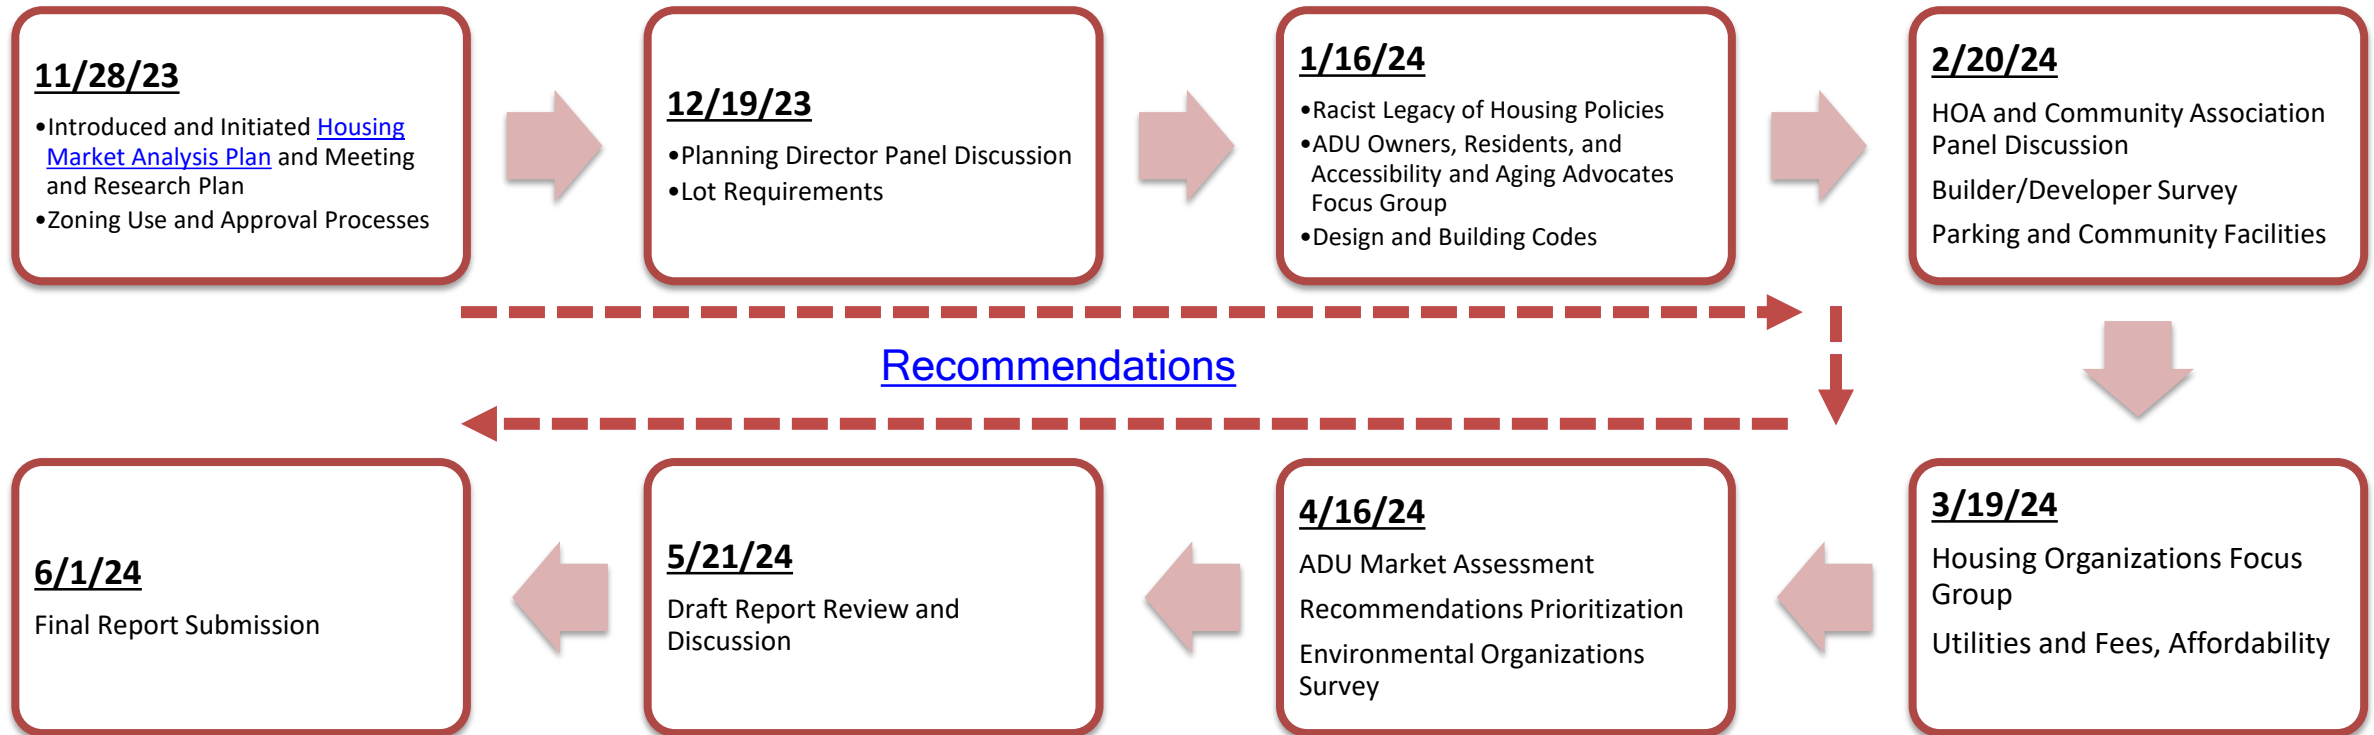 11/28/23
•Introduced and Initiated Housing
Market Analysis Plan and Meeting
and Research Plan
•Zoning Use and Approval Processes
12/19/23
•Planning Director Panel Discussion
•Lot Requirements
1/16/24
•Racist Legacy of Housing Policies
•ADU Owners, Residents, and
Accessibility and Aging Advocates
Focus Group
•Design and Building Codes
2/20/24
HOA and Community Association
Panel Discussion
Builder/Developer Survey
Parking and Community Facilities
Recommendations
3/19/24
Housing Organizations Focus
Group
Utilities and Fees, Affordability
4/16/24
ADU Market Assessment
Recommendations Prioritization
Environmental Organizations
Survey
5/21/24
Draft Report Review and
Discussion
6/1/24
Final Report Submission